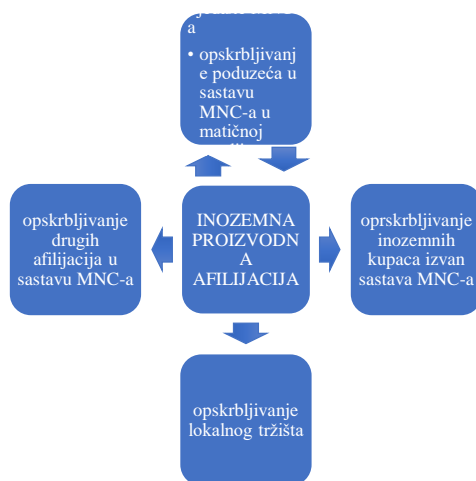 a
• opskrbljivanj
e poduzeća u
sastavu
MNC-a u
matičnoj
opskrbljivanje
drugih
afilijacija u
sastavu MNC-a
INOZEMNA
PROIZVODN
A
AFILIJACIJA
oprskrbljivanje
inozemnih
kupaca izvan
sastava MNC-a
opskrbljivanje
lokalnog tržišta